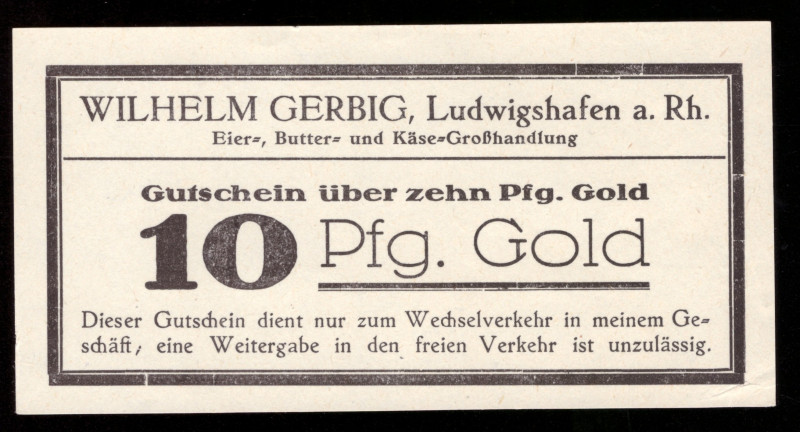 WILHELM GERBIG, Ludwigshafen a. Rh.
Eier-, Butter- und Käse-Großhandlung
Gutschein über zehn Pfg. Gold
10 Pfg. Gold
Dieser Gutschein dient nur zum Wechselverkehr in meinem Ge-
schäft, eine Weitergabe in den freien Verkehr ist unzulässig.